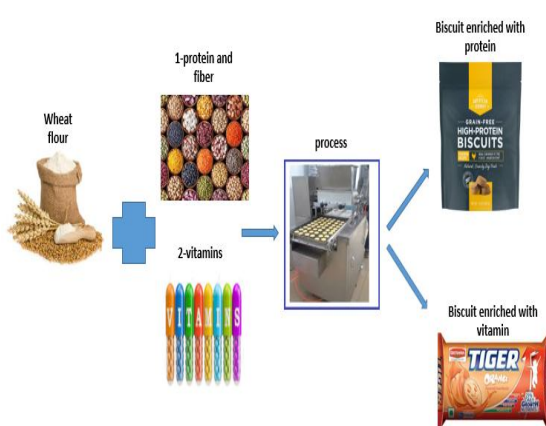 Biscuit enriched with
protein
1-protein and
fiber
Wheat
flour
process
GRAIN-FREE
HIGH-PROTEIN
BISCUITS
2-vitamins
VITAMINS
Biscuit enriched with
vitamin
TIGER